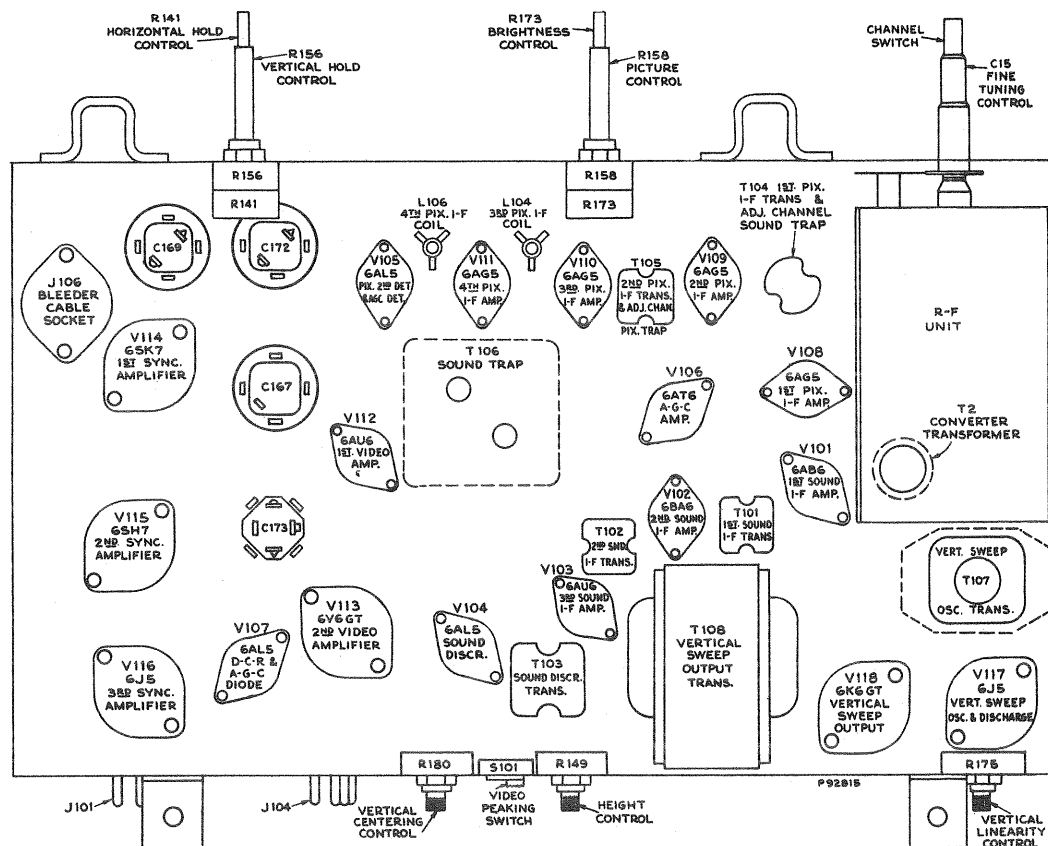 R141
HORIZONTAL HOLD
CONTROL
R156
VERTICAL HOLD
CONTROL
R173
BRIGHTNESS
CONTROL
R158
PICTURE
CONTROL
CHANNEL
SWITCH
C15
FINE
TUNING
CONTROL
R156
R141
R158
R173
C169
C172
L106
4TH PIX. I-F
COIL
L104
3RD PIX. I-F
COIL
T104 1ST. PIX.
I-F TRANS &
ADJ. CHANNEL
SOUND TRAP
J106
BLEEDER
CABLE
SOCKET
V105
6AL5
PIX. 2ND DET
& AGC DET.
V111
6AG5
4TH PIX.
I-F AMP.
V110
6AG5
3RD. PIX.
I-F AMP.
T105
2ND PIX.
I-F TRANS.
& ADJ. CHAN.
PIX. TRAP
V109
6AG5
2ND PIX.
I-F AMP.
R-F
UNIT
V114
6SK7
1ST SYNC.
AMPLIFIER
C167
T106
SOUND TRAP
V106
6AT6
A-G-C
AMP.
V108
6AG5
1ST PIX.
I-F AMP.
T2
CONVERTER
TRANSFORMER
V112
6AU6
1ST. VIDEO
AMP.
V101
6AB6
1ST SOUND
I-F AMP.
V115
6SH7
2ND SYNC.
AMPLIFIER
C173
V102
6BA6
2ND SOUND
I-F AMP.
T101
1ST. SOUND
I-F TRANS
T102
2ND SND.
I-F TRANS.
VERT. SWEEP
T107
OSC. TRANS.
V103
6AU6
3RD SOUND
I-F AMP.
V113
6V6GT
2ND VIDEO
AMPLIFIER
V104
6AL5
SOUND
DISCR.
V107
6AL5
D-C-R &
A-G-C
DIODE
T103
SOUND DISCR.
TRANS.
T108
VERTICAL
SWEEP
OUTPUT
TRANS.
V116
6J5
3RD SYNC.
AMPLIFIER
V118
6K6GT
VERTICAL
SWEEP
OUTPUT
V117
6J5
VERT. SWEEP
OSC. & DISCHARGE
R180
S101
R149
P92815
R175
J101
J104
VERTICAL
CENTERING
CONTROL
VIDEO
PEAKING
SWITCH
HEIGHT
CONTROL
VERTICAL
LINEARITY
CONTROL